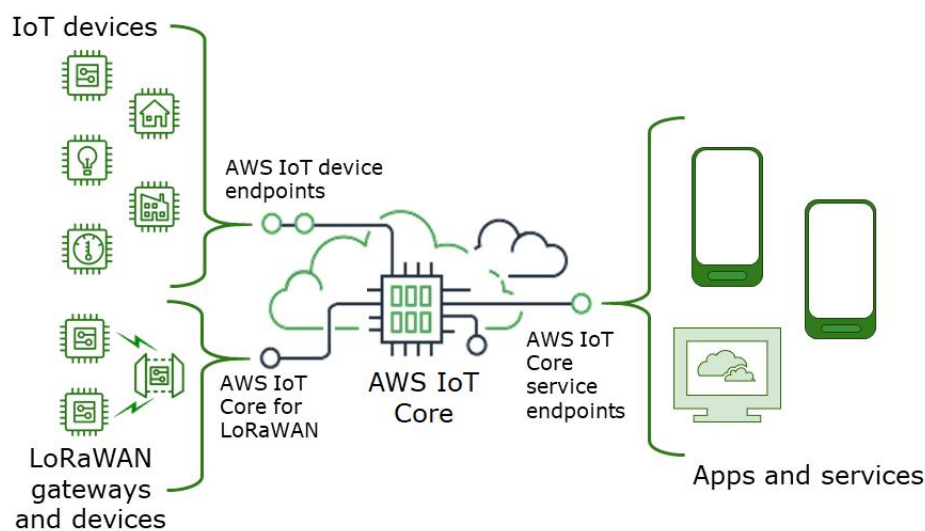 IoT devices
AWS IoT device
endpoints
AWS IoT
Core for
LoRaWAN
LoRaWAN
gateways
and devices
AWS IoT
Core
AWS IoT
Core
service
endpoints
Apps and services